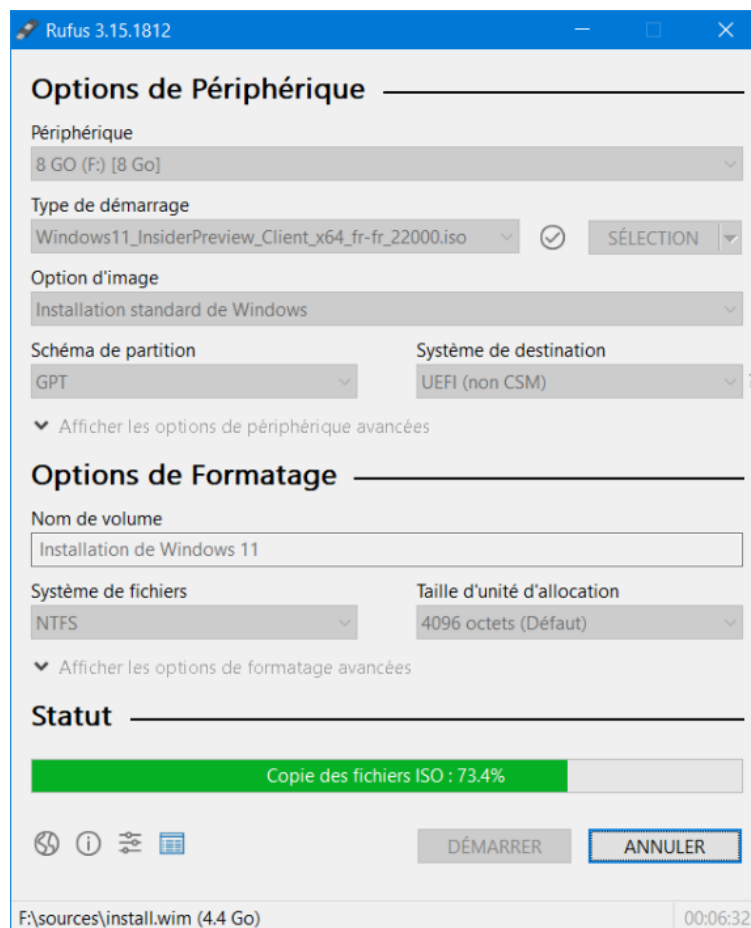 Rufus 3.15.1812
Options de Périphérique
Périphérique
8 GO (F:) [8 Go]
Type de démarrage
Windows11_InsiderPreview_Client_x64_fr-fr_22000.iso
SÉLECTION
Option d'image
Installation standard de Windows
Schéma de partition Système de destination
GPT UEFI (non CSM) ?
Afficher les options de périphérique avancées
Options de Formatage
Nom de volume
Installation de Windows 11
Système de fichiers Taille d'unité d'allocation
NTFS 4096 octets (Défaut)
Afficher les options de formatage avancées
Statut
Copie des fichiers ISO : 73.4%
DÉMARRER ANNULER
F:\sources\install.wim (4.4 Go) 00:06:32